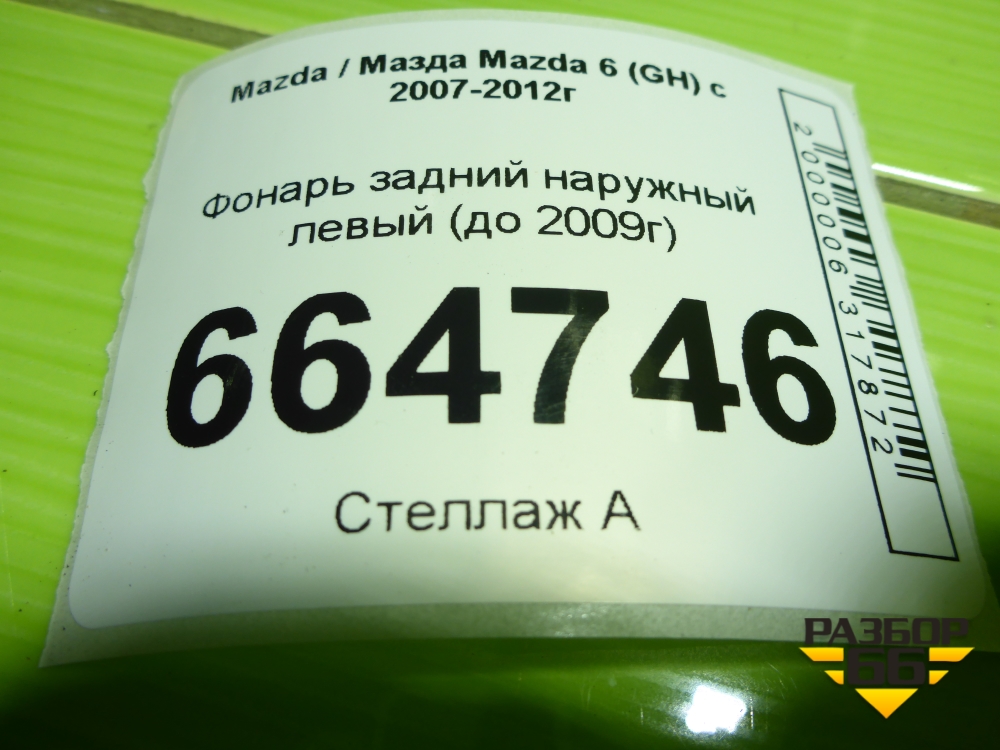 Mazda / Мазда Mazda 6 (GH) с
2007-2012г
Фонарь задний наружный
левый (до 2009г)
664746
Стеллаж А
2000006317872
РАЗБОР
66